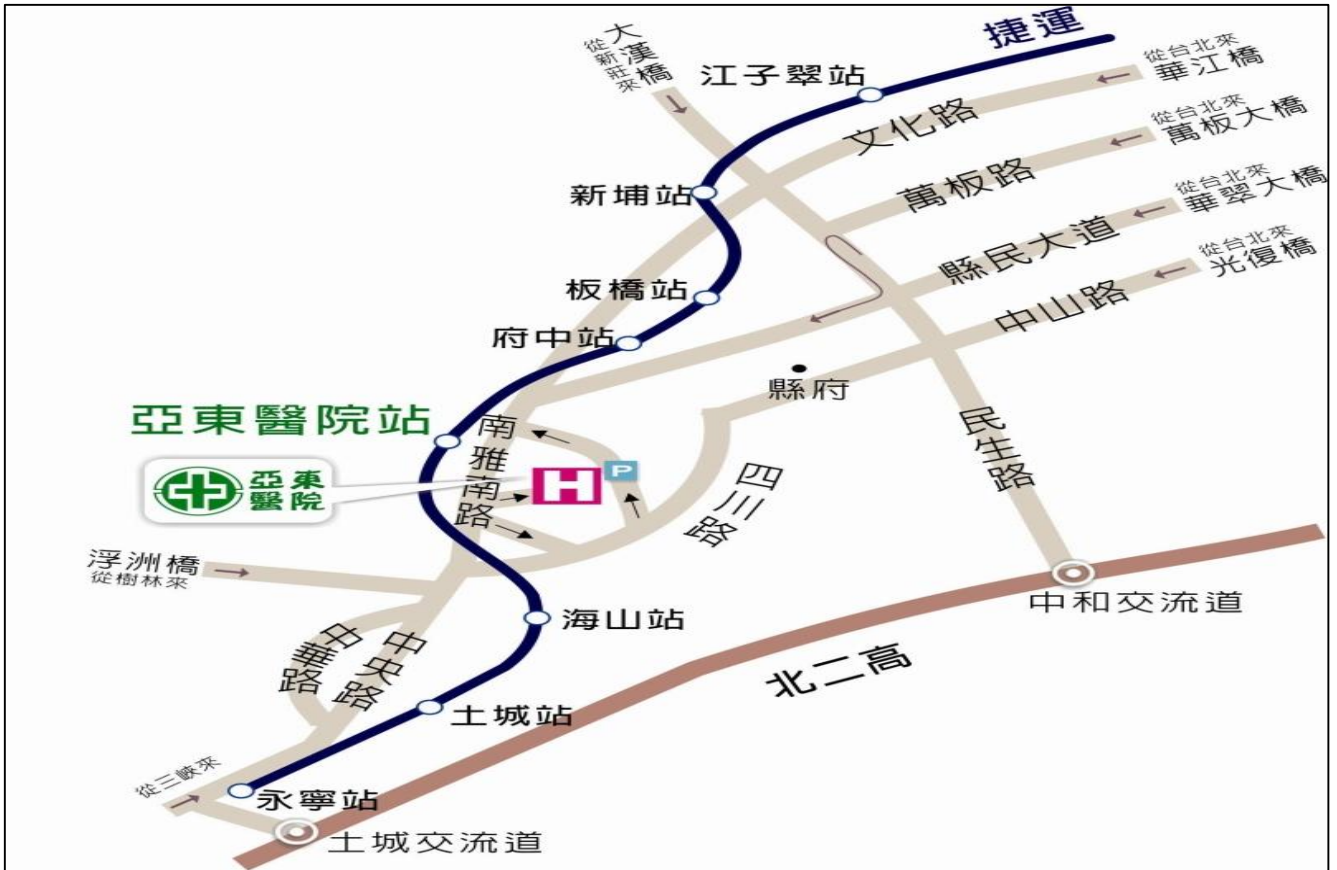 捷運
大漢橋
從新莊來
江子翠站
從台北來
華江橋
文化路
從台北來
萬板大橋
萬板路
新埔站
從台北來
華翠大橋
縣民大道
從台北來
光復橋
中山路
板橋站
府中站
縣府
亞東醫院站
南雅南路
民生路
P
H
亞東
醫院
四川路
浮洲橋
從樹林來
中和交流道
海山站
中華路
中央路
北二高
土城站
從三峽來
永寧站
土城交流道